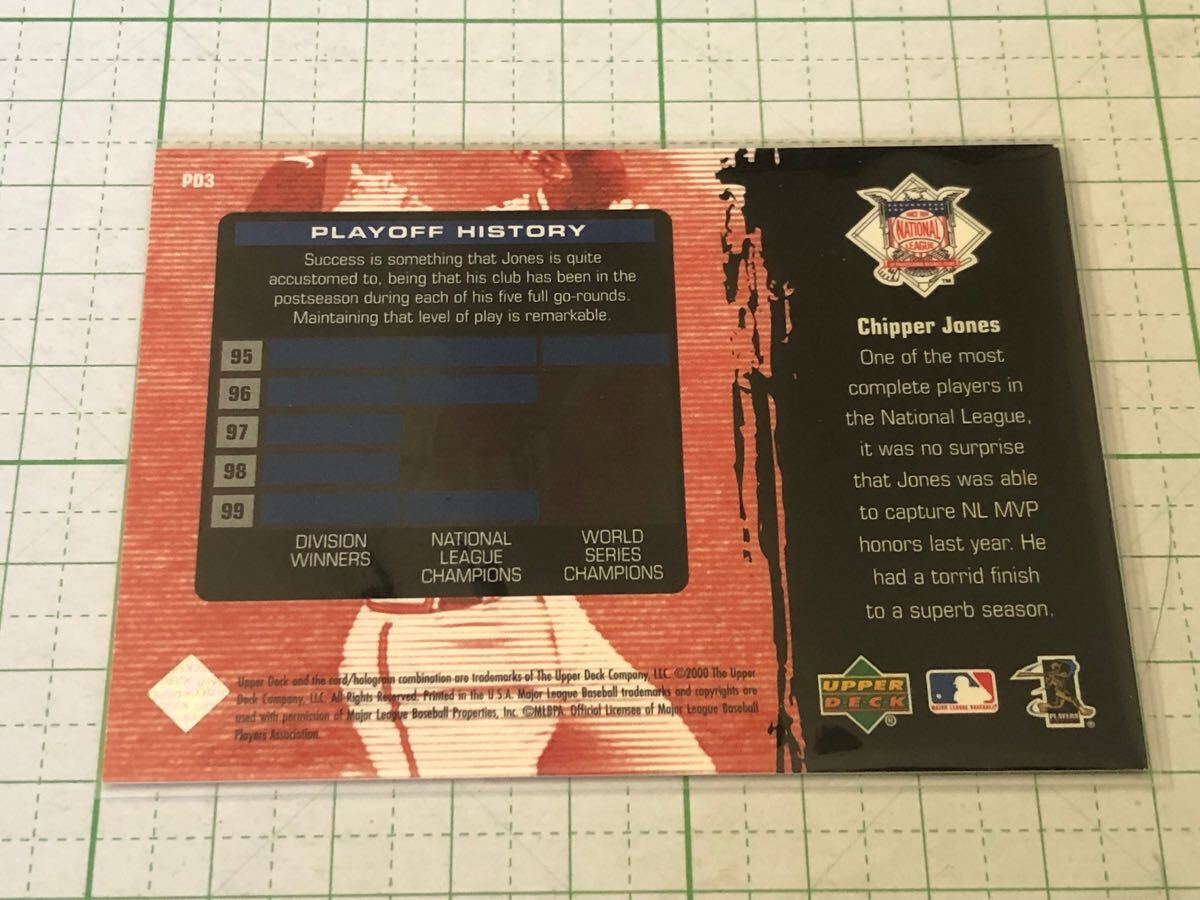 PD3
PLAYOFF HISTORY
Success is something that Jones is quite
accustomed to, being that his club has been in the
postseason during each of his five full go-rounds.
Maintaining that level of play is remarkable.
95
96
97
98
99
DIVISION
WINNERS
NATIONAL
LEAGUE
CHAMPIONS
WORLD
SERIES
CHAMPIONS
NATIONAL
LEAGUE
TM
Chipper Jones
One of the most
complete players in
the National League,
it was no surprise
that Jones was able
to capture NL MVP
honors last year. He
had a torrid finish
to a superb season.
Upper Deck and the card/hologram combination are trademarks of The Upper Deck Company, LLC. ©2000 The Upper
Deck Company, LLC. All Rights Reserved. Printed in the U.S.A. Major League Baseball trademarks and copyrights are
used with permission of Major League Baseball Properties, Inc. ©MLBPA. Official Licensee of Major League Baseball
Players Association.
UPPER
DECK
®
MAJOR LEAGUE BASEBALL
PLAYERS
®